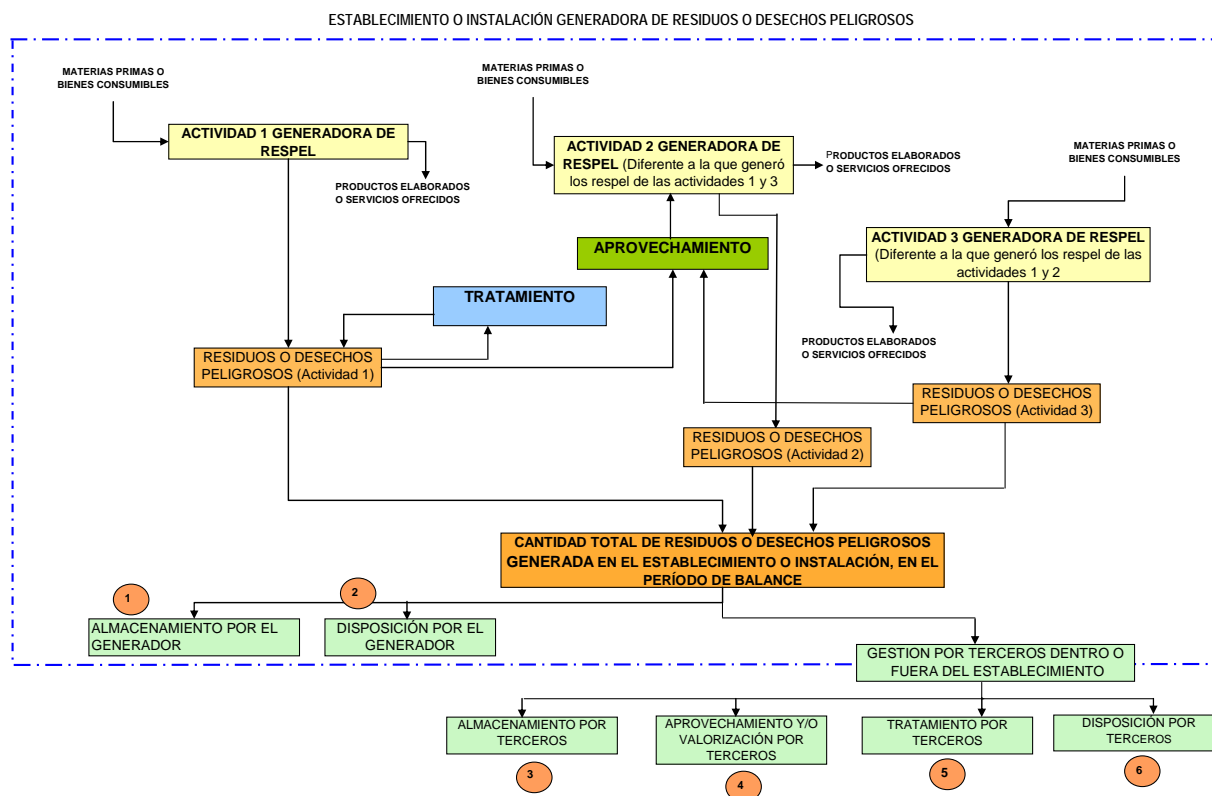 ESTABLECIMIENTO O INSTALACIÓN GENERADORA DE RESIDUOS O DESECHOS PELIGROSOS
MATERIAS PRIMAS O
BIENES CONSUMIBLES
ACTIVIDAD 1 GENERADORA DE
RESPEL
PRODUCTOS ELABORADOS
O SERVICIOS OFRECIDOS
MATERIAS PRIMAS O
BIENES CONSUMIBLES
ACTIVIDAD 2 GENERADORA DE
RESPEL (Diferente a la que generó
los respel de las actividades 1 y 3
PRODUCTOS ELABORADOS
O SERVICIOS OFRECIDOS
MATERIAS PRIMAS O
BIENES CONSUMIBLES
ACTIVIDAD 3 GENERADORA DE RESPEL
(Diferente a la que generó los respel de las
actividades 1 y 2
PRODUCTOS ELABORADOS
O SERVICIOS OFRECIDOS
APROVECHAMIENTO
TRATAMIENTO
RESIDUOS O DESECHOS
PELIGROSOS (Actividad 1)
RESIDUOS O DESECHOS
PELIGROSOS (Actividad 3)
RESIDUOS O DESECHOS
PELIGROSOS (Actividad 2)
CANTIDAD TOTAL DE RESIDUOS O DESECHOS PELIGROSOS
GENERADA EN EL ESTABLECIMIENTO O INSTALACIÓN, EN EL
PERÍODO DE BALANCE
1
ALMACENAMIENTO POR EL
GENERADOR
2
DISPOSICIÓN POR EL
GENERADOR
GESTION POR TERCEROS DENTRO O
FUERA DEL ESTABLECIMIENTO
ALMACENAMIENTO POR
TERCEROS
3
APROVECHAMIENTO Y/O
VALORIZACIÓN POR
TERCEROS
4
TRATAMIENTO POR
TERCEROS
5
DISPOSICIÓN POR
TERCEROS
6